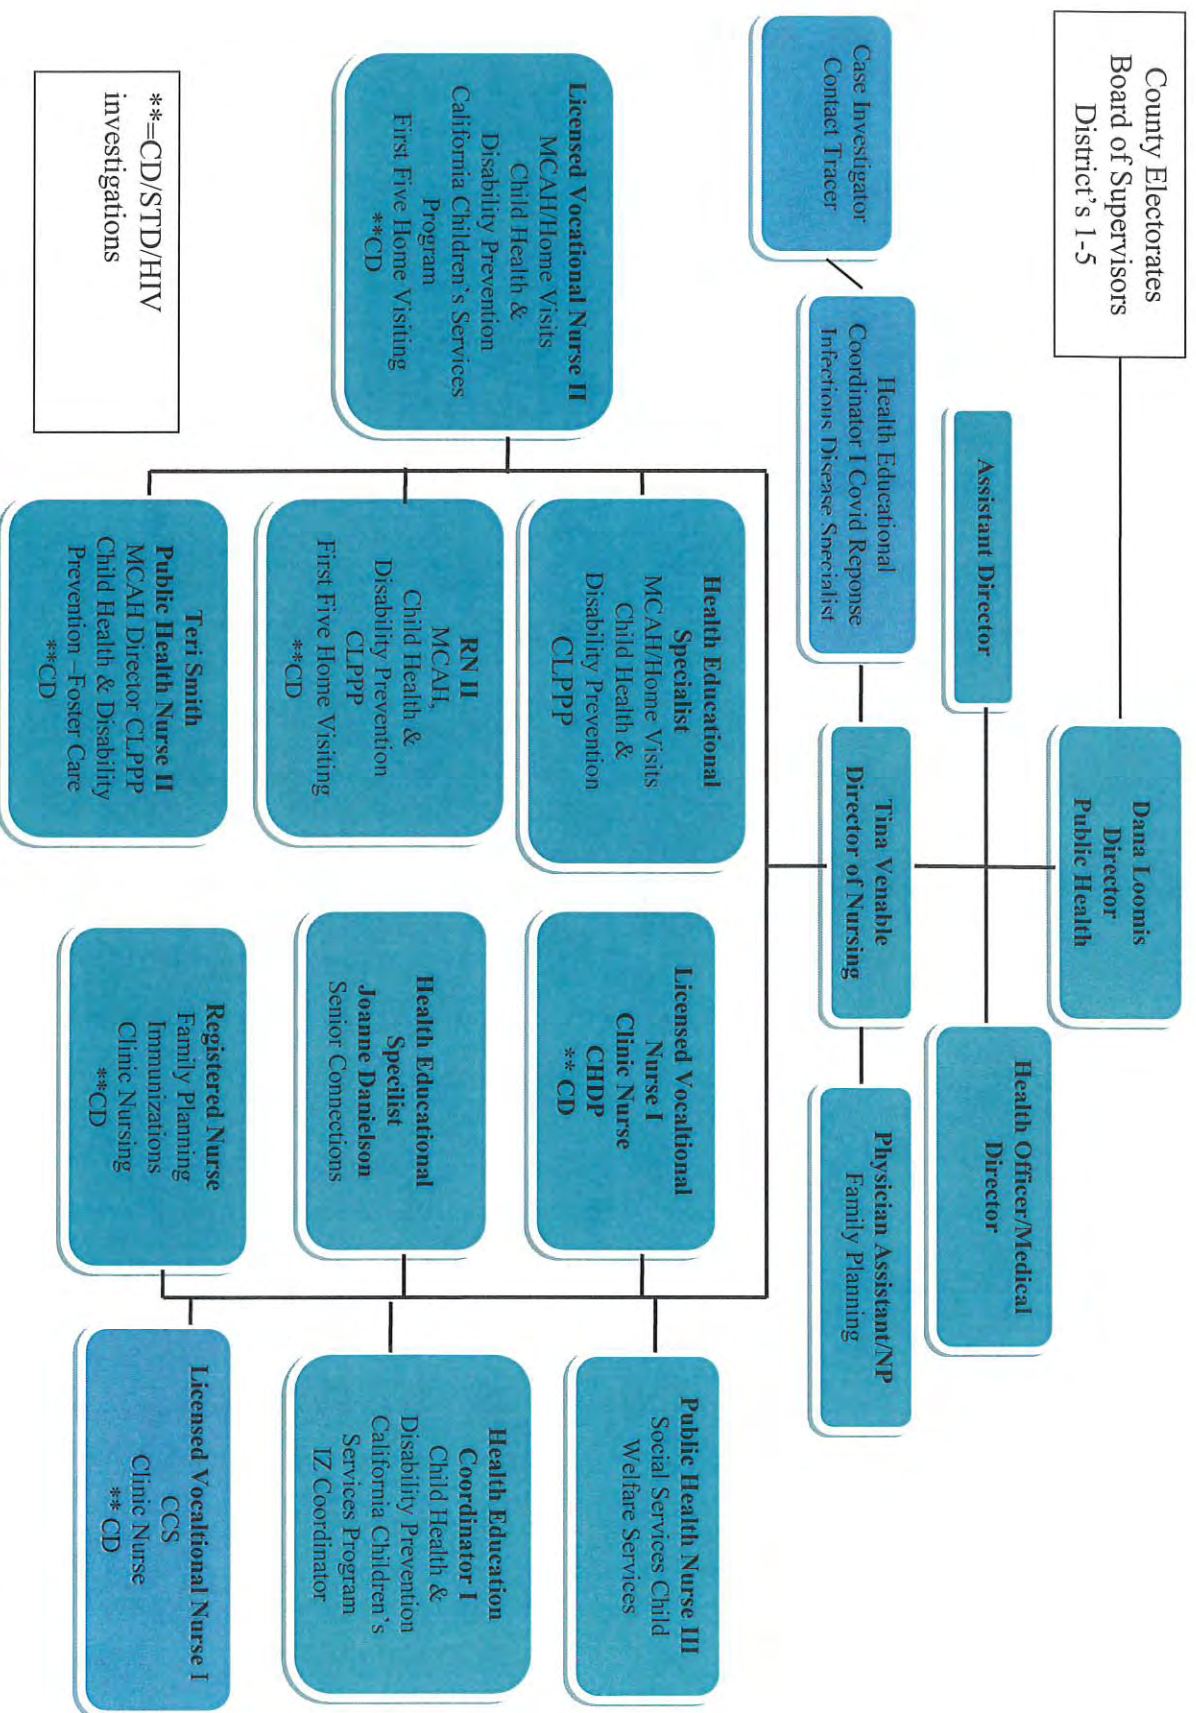 County Electorates
Board of Supervisors
District's 1-5
Dana Loomis
Director
Public Health
Assistant Director
Health Officer/Medical
Director
Case Investigator
Contact Tracer
Health Educational
Coordinator I Covid Reponse
Infectious Disease Specialist
Tina Venable
Director of Nursing
Physician Assistant/NP
Family Planning
Licensed Vocational Nurse II
MCAH/Home Visits
Child Health &
Disability Prevention
California Children's Services
Program
First Five Home Visiting
**CD
Health Educational
Specialist
MCAH/Home Visits
Child Health &
Disability Prevention
CLPPP
Licensed Vocaltional
Nurse I
Clinic Nurse
CHDP
** CD
Public Health Nurse III
Social Services Child
Welfare Services
RN II
MCAH,
Child Health &
Disability Prevention
CLPPP
First Five Home Visiting
**CD
Health Educational
Specilist
Joanne Danielson
Senior Connections
Health Education
Coordinator I
Child Health &
Disability Prevention
California Children's
Services Program
IZ Coordinator
Teri Smith
Public Health Nurse II
MCAH Director CLPPP
Child Health & Disability
Prevention –Foster Care
**CD
Registered Nurse
Family Planning
Immunizations
Clinic Nursing
**CD
Licensed Vocaltional Nurse I
CCS
Clinic Nurse
** CD
**=CD/STD/HIV
investigations